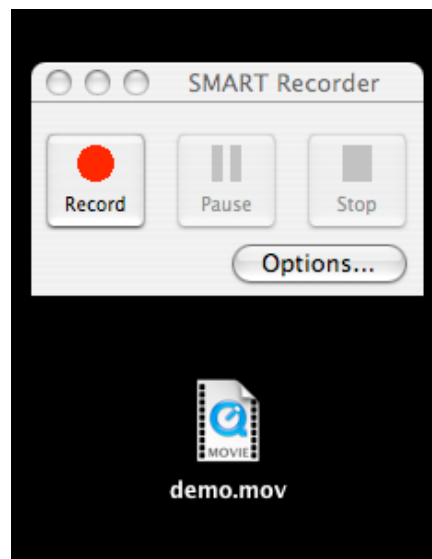 SMART Recorder
Record Pause Stop
Options...
MOVIE
demo.mov